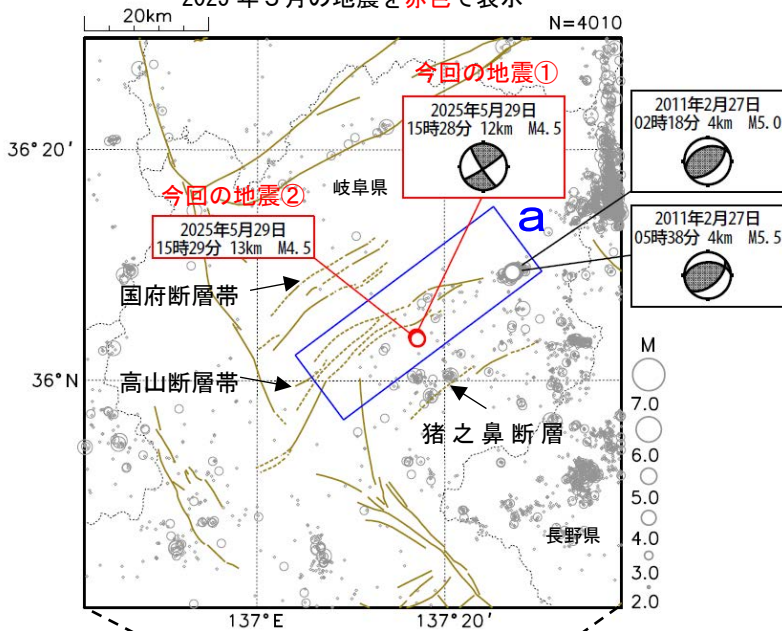 2025年5月の地震を赤色で表示
20km
N=4010
今回の地震①
2025年5月29日
15時28分 12km M4.5
2011年2月27日
02時18分 4km M5.0
36°20'
岐阜県
今回の地震②
2025年5月29日
15時29分 13km M4.5
a
2011年2月27日
05時38分 4km M5.5
国府断層帯
高山断層帯
36°N
猪之鼻断層
M
7.0
6.0
5.0
4.0
3.0
2.0
長野県
137°E
137°20'